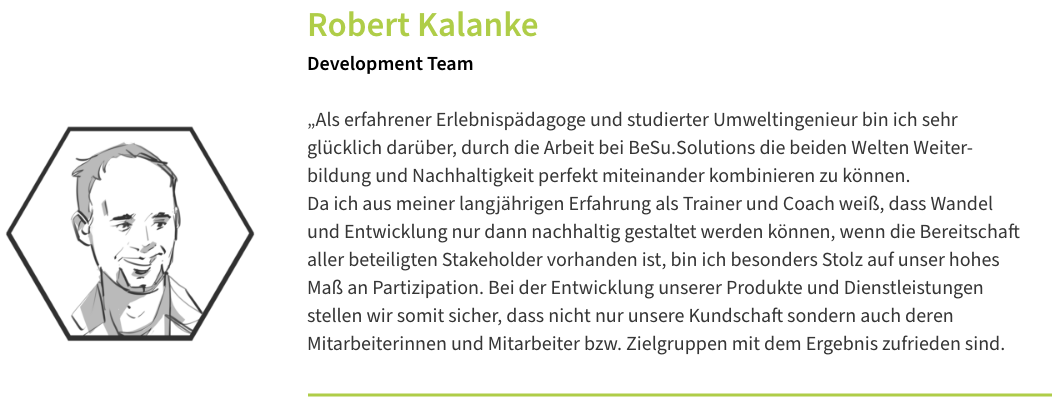 Robert Kalanke
Development Team
„Als erfahrener Erlebnispädagoge und studierter Umweltingenieur bin ich sehr
glücklich darüber, durch die Arbeit bei BeSu.Solutions die beiden Welten Weiter-
bildung und Nachhaltigkeit perfekt miteinander kombinieren zu können.
Da ich aus meiner langjährigen Erfahrung als Trainer und Coach weiß, dass Wandel
und Entwicklung nur dann nachhaltig gestaltet werden können, wenn die Bereitschaft
aller beteiligten Stakeholder vorhanden ist, bin ich besonders Stolz auf unser hohes
Maß an Partizipation. Bei der Entwicklung unserer Produkte und Dienstleistungen
stellen wir somit sicher, dass nicht nur unsere Kundschaft sondern auch deren
Mitarbeiterinnen und Mitarbeiter bzw. Zielgruppen mit dem Ergebnis zufrieden sind.